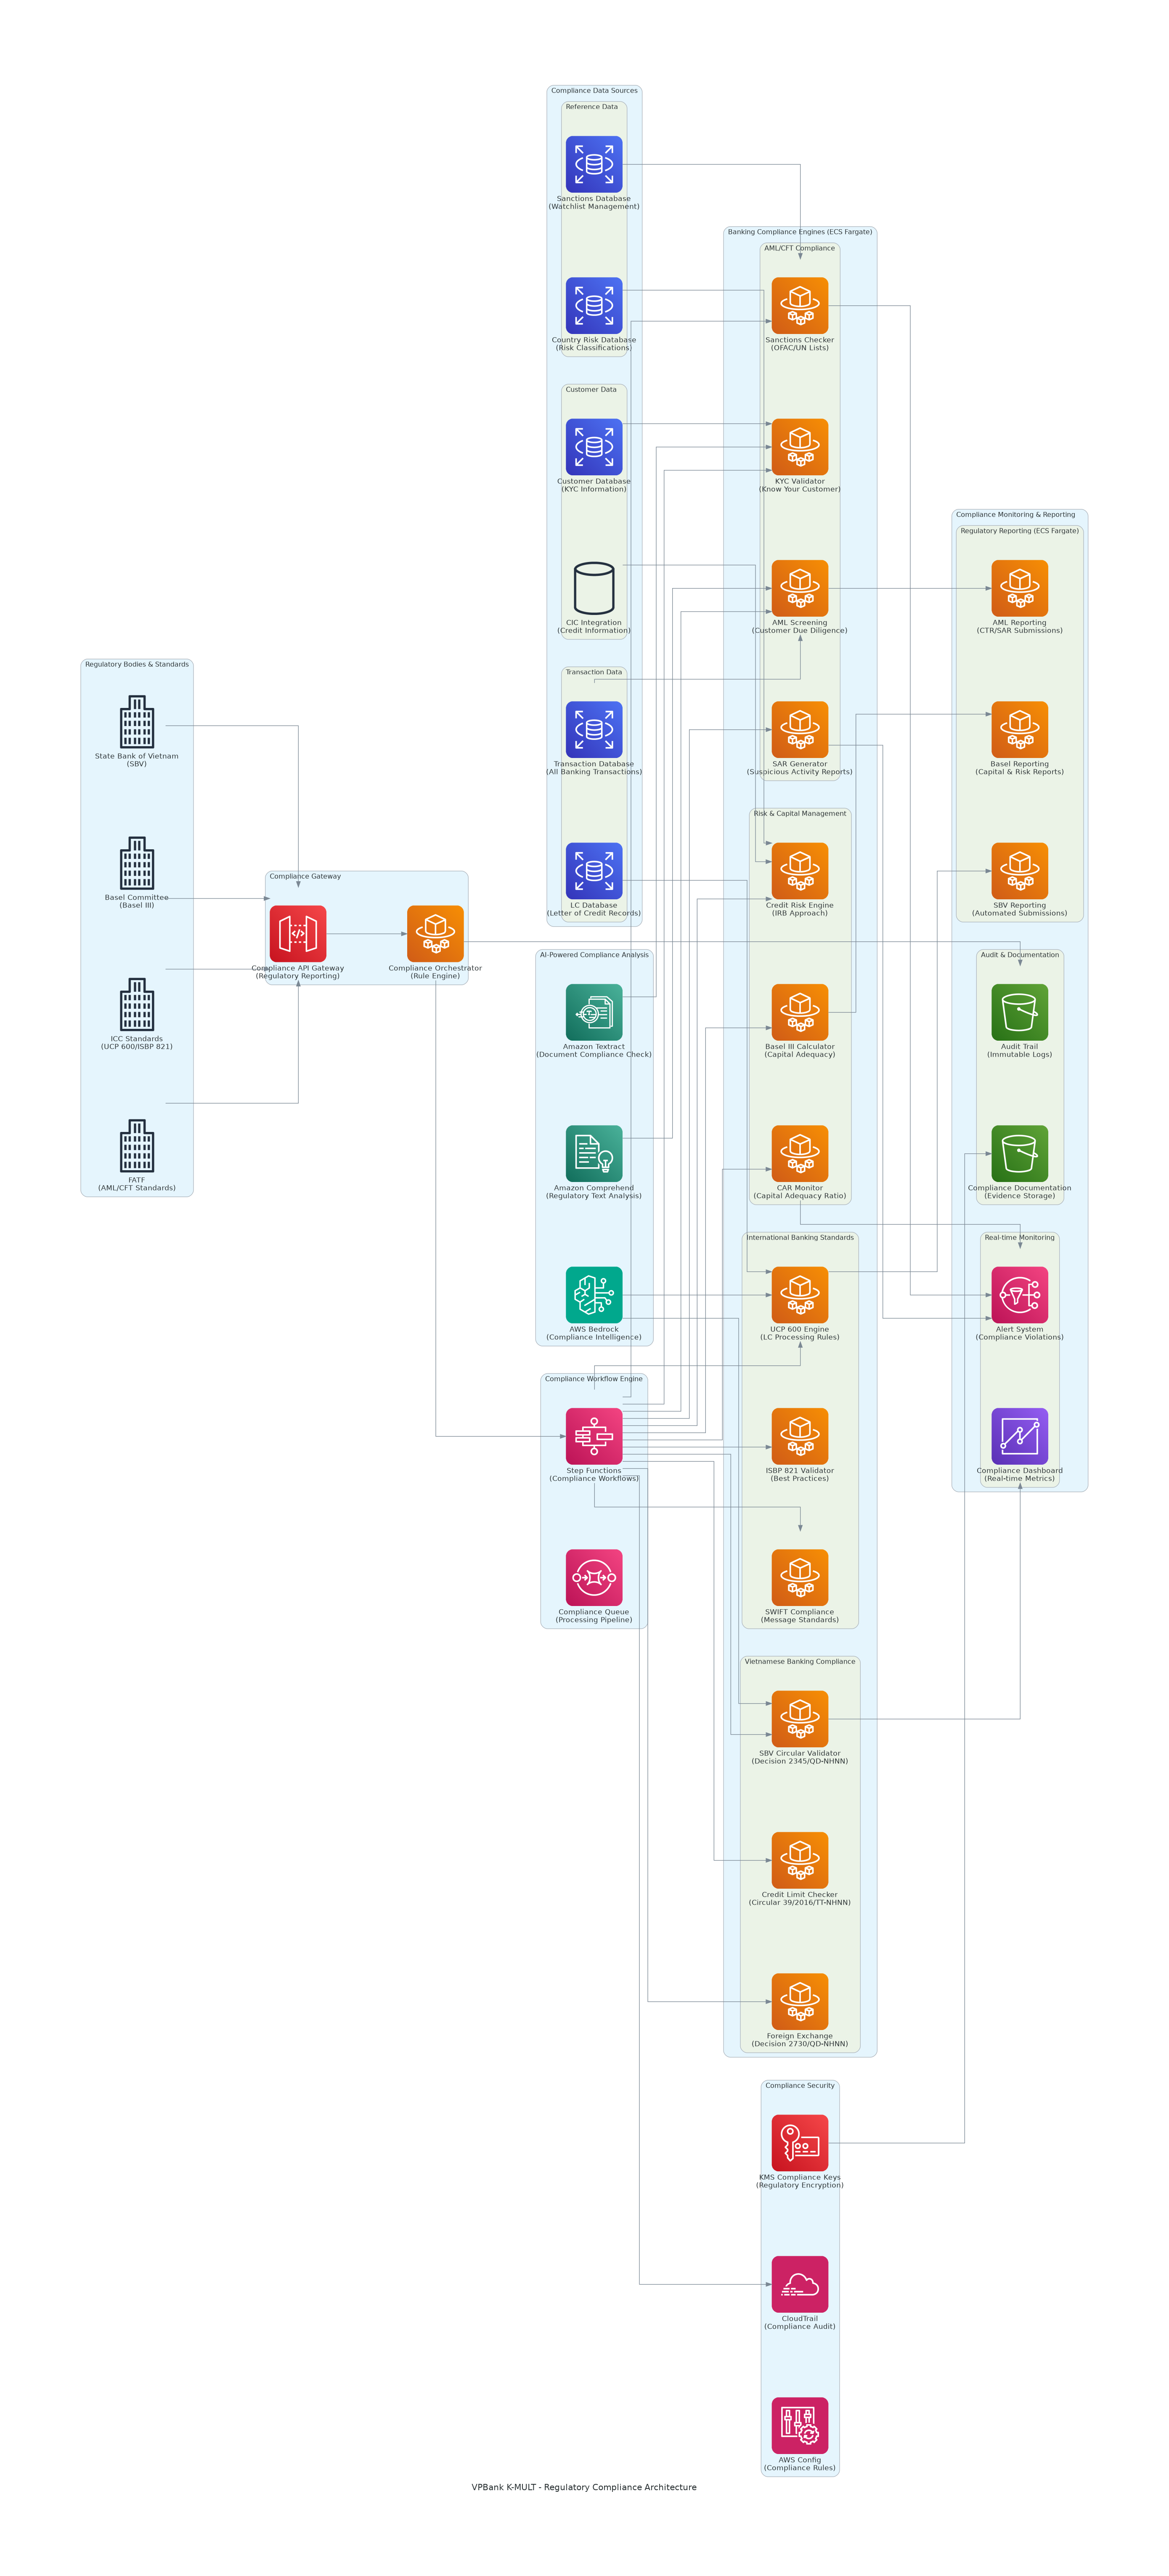 Compliance Data Sources
Reference Data
Sanctions Database
(Watchlist Management)
Country Risk Database
(Risk Classifications)
Customer Data
Customer Database
(KYC Information)
CIC Integration
(Credit Information)
Transaction Data
Transaction Database
(All Banking Transactions)
LC Database
(Letter of Credit Records)
Banking Compliance Engines (ECS Fargate)
AML/CFT Compliance
Sanctions Checker
(OFAC/UN Lists)
KYC Validator
(Know Your Customer)
AML Screening
(Customer Due Diligence)
SAR Generator
(Suspicious Activity Reports)
Risk & Capital Management
Credit Risk Engine
(IRB Approach)
Basel III Calculator
(Capital Adequacy)
CAR Monitor
(Capital Adequacy Ratio)
International Banking Standards
UCP 600 Engine
(LC Processing Rules)
ISBP 821 Validator
(Best Practices)
SWIFT Compliance
(Message Standards)
Vietnamese Banking Compliance
SBV Circular Validator
(Decision 2345/QD-NHNN)
Credit Limit Checker
(Circular 39/2016/TT-NHNN)
Foreign Exchange
(Decision 2730/QD-NHNN)
Compliance Monitoring & Reporting
Regulatory Reporting (ECS Fargate)
AML Reporting
(CTR/SAR Submissions)
Basel Reporting
(Capital & Risk Reports)
SBV Reporting
(Automated Submissions)
Audit & Documentation
Audit Trail
(Immutable Logs)
Compliance Documentation
(Evidence Storage)
Real-time Monitoring
Alert System
(Compliance Violations)
Compliance Dashboard
(Real-time Metrics)
Regulatory Bodies & Standards
State Bank of Vietnam
(SBV)
Basel Committee
(Basel III)
ICC Standards
(UCP 600/ISBP 821)
FATF
(AML/CFT Standards)
Compliance Gateway
Compliance API Gateway
(Regulatory Reporting)
Compliance Orchestrator
(Rule Engine)
AI-Powered Compliance Analysis
Amazon Textract
(Document Compliance Check)
Amazon Comprehend
(Regulatory Text Analysis)
AWS Bedrock
(Compliance Intelligence)
Compliance Workflow Engine
Step Functions
(Compliance Workflows)
Compliance Queue
(Processing Pipeline)
Compliance Security
KMS Compliance Keys
(Regulatory Encryption)
CloudTrail
(Compliance Audit)
AWS Config
(Compliance Rules)
VPBank K-MULT - Regulatory Compliance Architecture